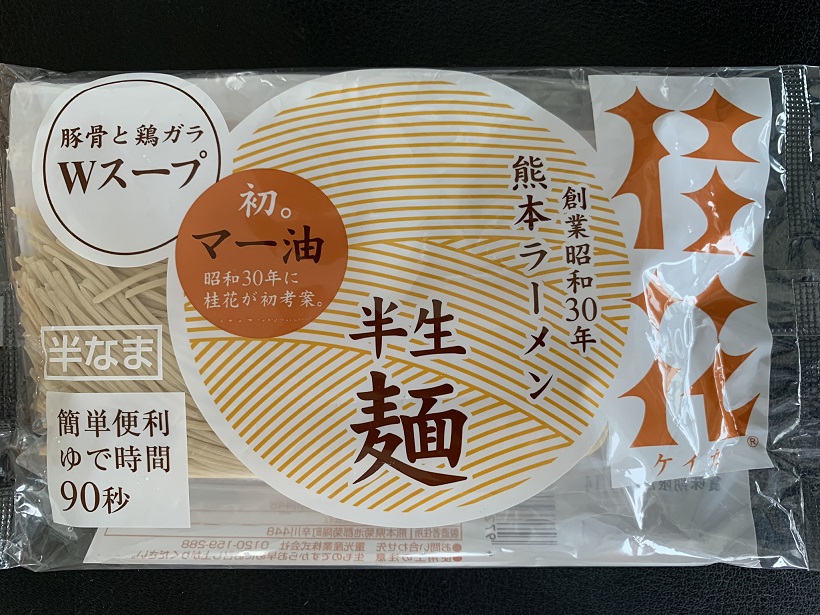 豚骨と鶏ガラ
Wスープ
初。
マー油
昭和30年に
桂花が初考案。
創業昭和30年
熊本ラーメン
半生
麺
桂花
®
ケイカ
半なま
簡単便利
ゆで時間
90秒